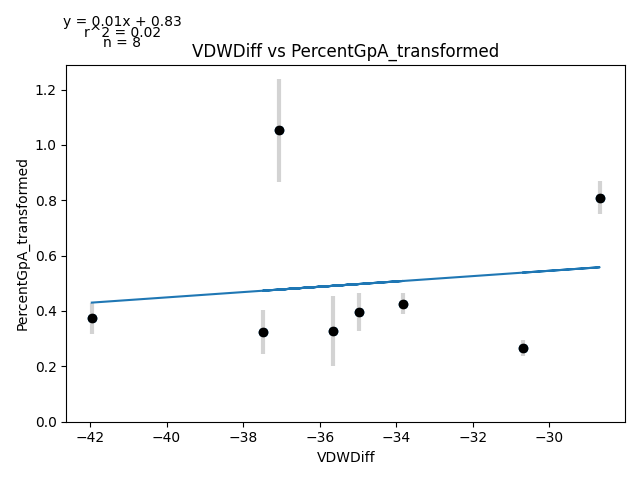 y = 0.01x + 0.83
r^2 = 0.02
n = 8
VDWDiff vs PercentGpA_transformed
PercentGpA_transformed
1.2
1.0
0.8
0.6
0.4
0.2
0.0
−42
−40
−38
−36
−34
−32
−30
VDWDiff